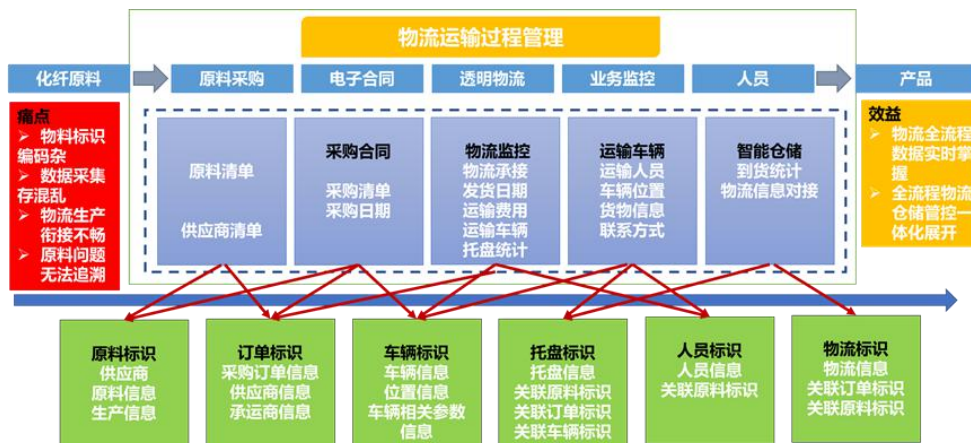 物流运输过程管理
化纤原料
原料采购
电子合同
透明物流
业务监控
人员
产品
痛点
➢ 物料标识
编码杂
➢ 数据采集
存混乱
➢ 物流生产
衔接不畅
➢ 原料问题
无法追溯
原料清单
供应商清单
采购合同
采购清单
采购日期
物流监控
物流承接
发货日期
运输费用
运输车辆
托盘统计
运输车辆
运输人员
车辆位置
货物信息
联系方式
智能仓储
到货统计
物流信息对接
效益
➢ 物流全流程
数据实时掌
握
➢ 全流程物流
仓储管控一
体化展开
原料标识
供应商
原料信息
生产信息
订单标识
采购订单信息
供应商信息
承运商信息
车辆标识
车辆信息
位置信息
车辆相关参数
信息
托盘标识
托盘信息
关联原料标识
关联订单标识
关联车辆标识
人员标识
人员信息
关联原料标识
物流标识
物流信息
关联订单标识
关联原料标识